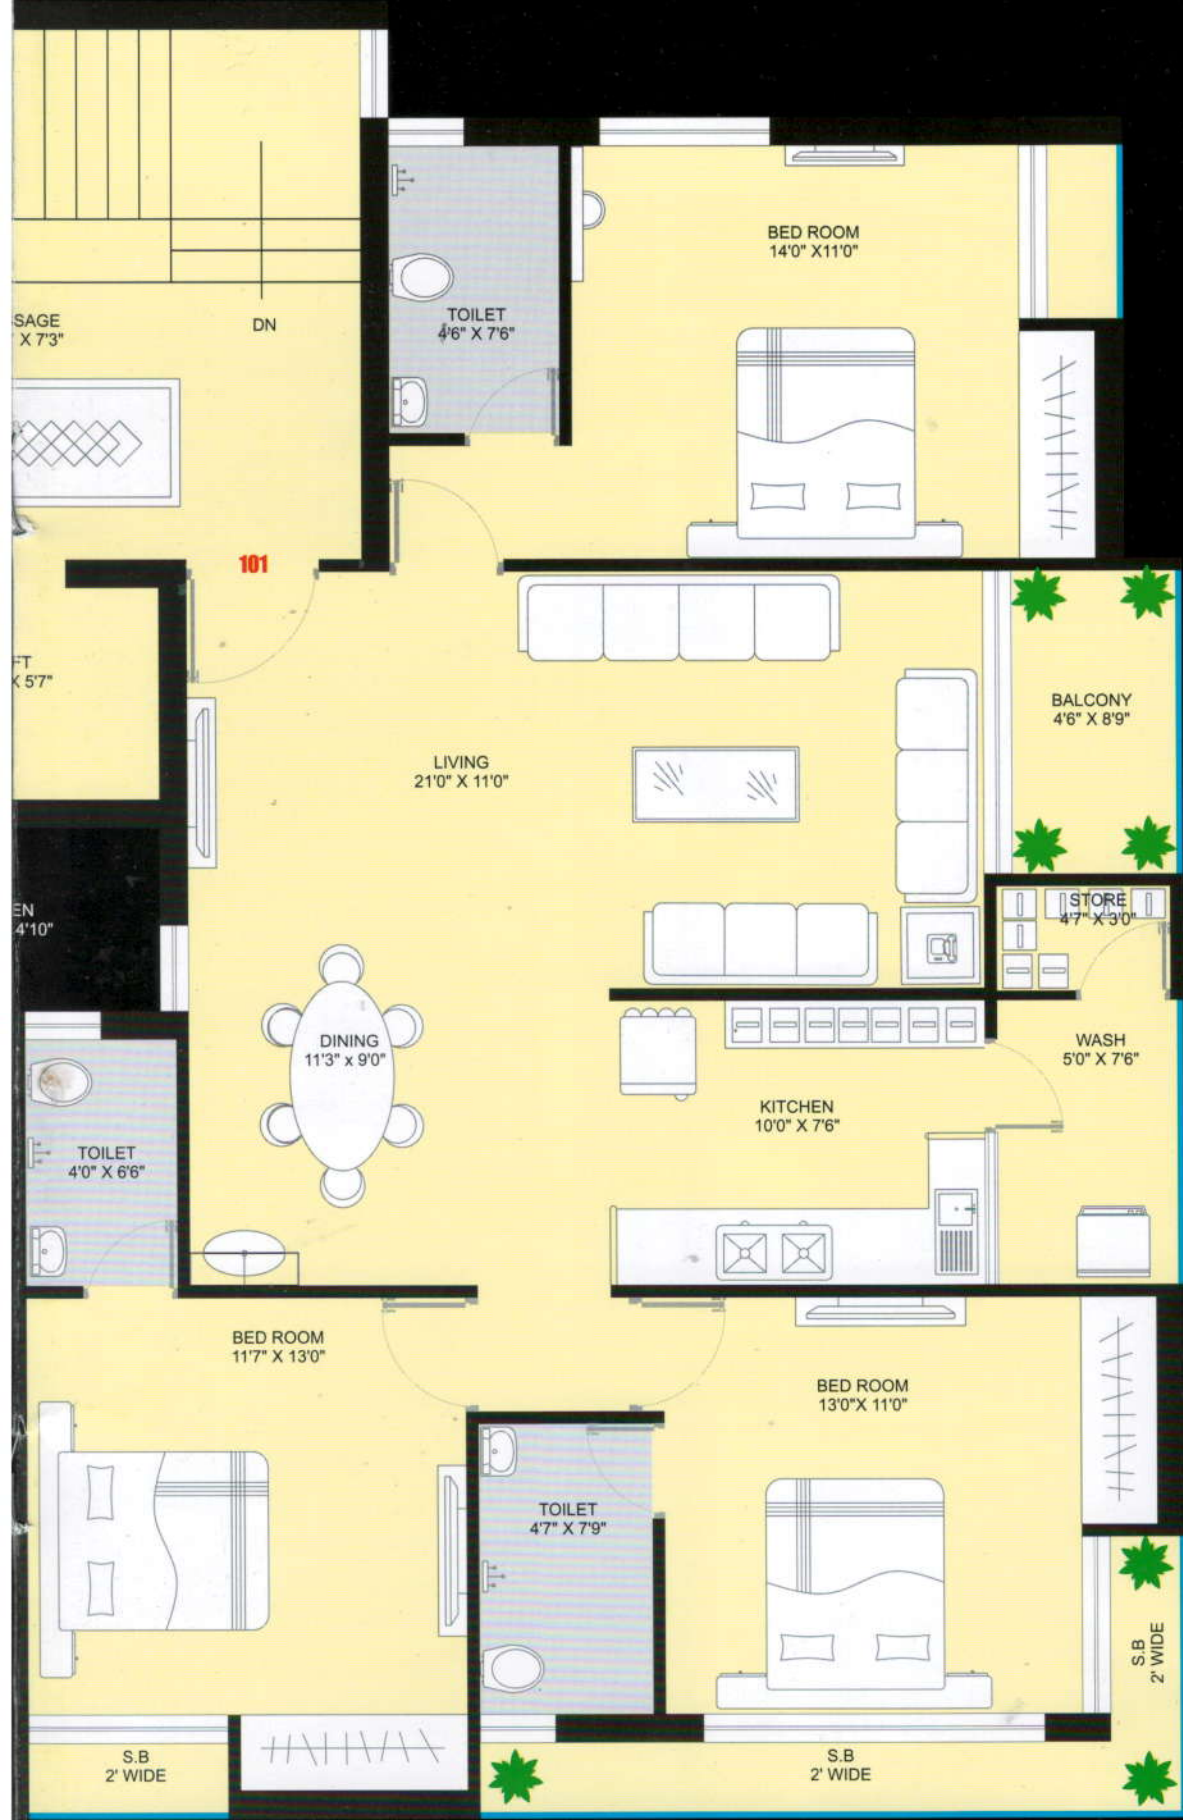 BED ROOM
14'0" X11'0"
TOILET
4'6" X 7'6"
SAGE
X 7'3"
DN
101
FT
X 5'7"
BALCONY
4'6" X 8'9"
LIVING
21'0" X 11'0"
STORE
4'7" X 3'0"
EN
4'10"
DINING
11'3" x 9'0"
WASH
5'0" X 7'6"
KITCHEN
10'0" X 7'6"
TOILET
4'0" X 6'6"
BED ROOM
11'7" X 13'0"
BED ROOM
13'0"X 11'0"
TOILET
4'7" X 7'9"
S.B
2' WIDE
S.B
2' WIDE
S.B
2' WIDE